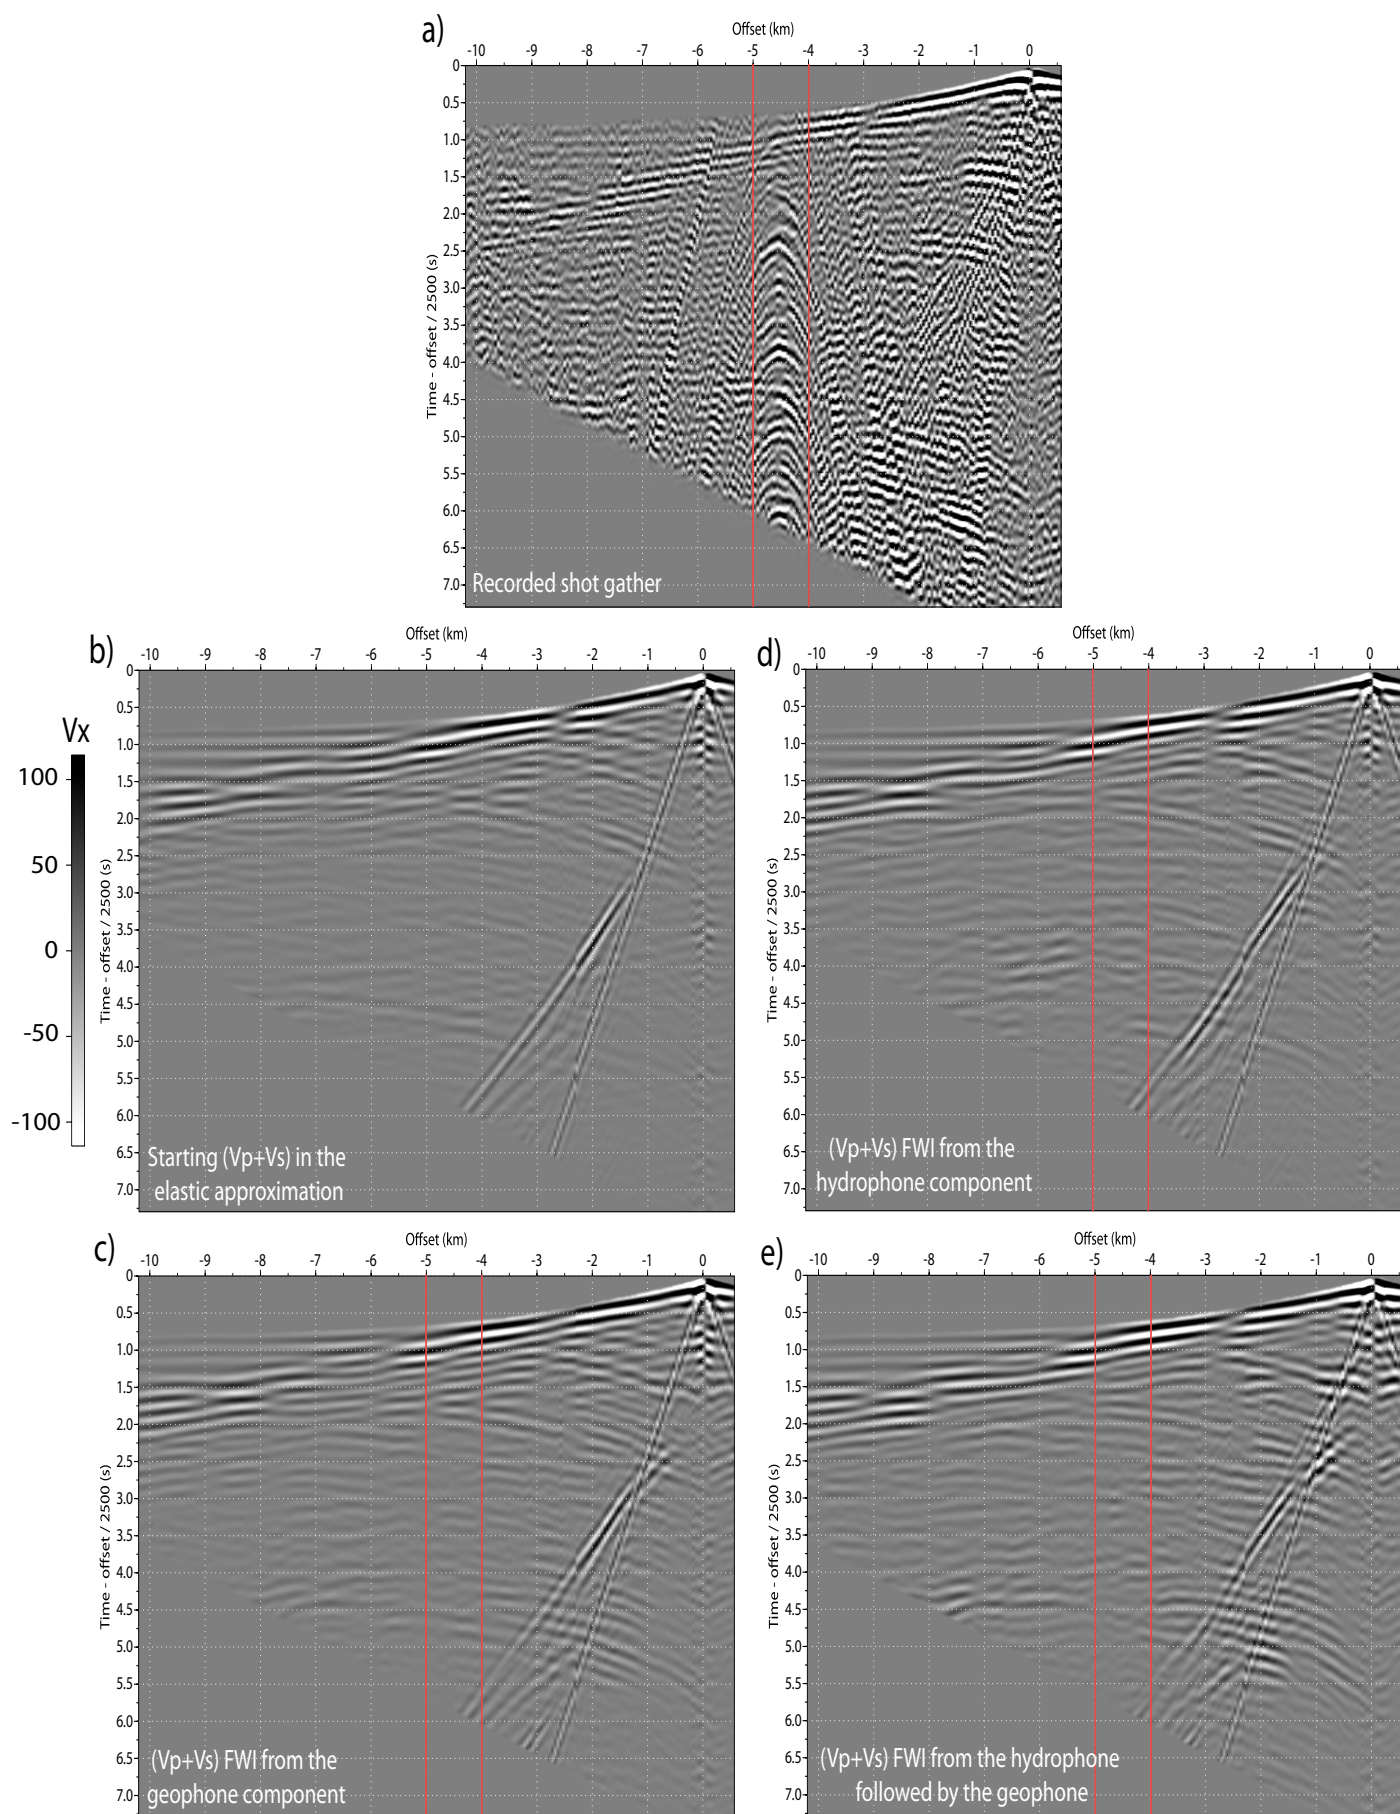 a)
Offset (km)
-10 -9 -8 -7 -6 -5 -4 -3 -2 -1 0
0
0.5
1.0
1.5
2.0
2.5
3.0
3.5
4.0
4.5
5.0
5.5
6.0
6.5
7.0
Time - offset / 2500 (s)
Recorded shot gather
b)
Offset (km)
-10 -9 -8 -7 -6 -5 -4 -3 -2 -1 0
0
0.5
1.0
1.5
2.0
2.5
3.0
3.5
4.0
4.5
5.0
5.5
6.0
6.5
7.0
Time - offset / 2500 (s)
Vx
100
50
0
-50
-100
Starting (Vp+Vs) in the
elastic approximation
d)
Offset (km)
-10 -9 -8 -7 -6 -5 -4 -3 -2 -1 0
0
0.5
1.0
1.5
2.0
2.5
3.0
3.5
4.0
4.5
5.0
5.5
6.0
6.5
7.0
Time - offset / 2500 (s)
(Vp+Vs) FWI from the
hydrophone component
c)
Offset (km)
-10 -9 -8 -7 -6 -5 -4 -3 -2 -1 0
0
0.5
1.0
1.5
2.0
2.5
3.0
3.5
4.0
4.5
5.0
5.5
6.0
6.5
7.0
Time - offset / 2500 (s)
(Vp+Vs) FWI from the
geophone component
e)
Offset (km)
-10 -9 -8 -7 -6 -5 -4 -3 -2 -1 0
0
0.5
1.0
1.5
2.0
2.5
3.0
3.5
4.0
4.5
5.0
5.5
6.0
6.5
7.0
Time - offset / 2500 (s)
(Vp+Vs) FWI from the hydrophone
followed by the geophone